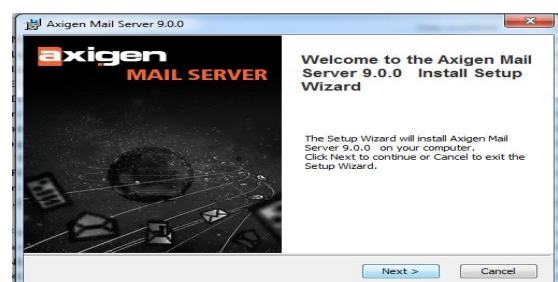 Axigen Mail Server 9.0.0
axigen
MAIL SERVER
Welcome to the Axigen Mail
Server 9.0.0 Install Setup
Wizard
The Setup Wizard will install Axigen Mail
Server 9.0.0 on your computer.
Click Next to continue or Cancel to exit the
Setup Wizard.
Next >
Cancel